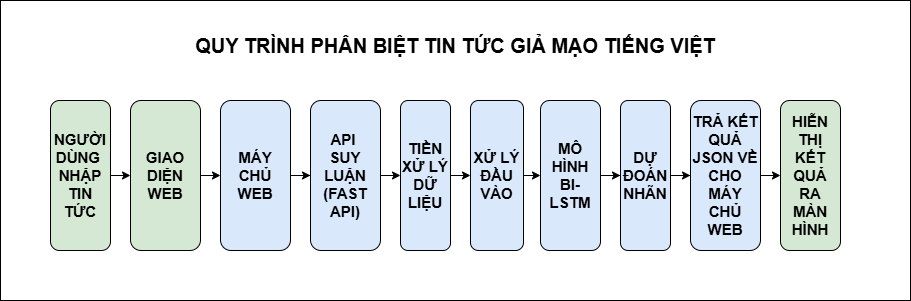 QUY TRÌNH PHÂN BIỆT TIN TỨC GIẢ MẠO TIẾNG VIỆT
NGƯỜI
DÙNG
NHẬP
TIN
TỨC
GIAO
DIỆN
WEB
MÁY
CHỦ
WEB
API
SUY
LUẬN
(FAST
API)
TIỀN
XỬ LÝ
DỮ
LIỆU
XỬ LÝ
ĐẦU
VÀO
MÔ
HÌNH
BI-
LSTM
DỰ
ĐOÁN
NHÃN
TRẢ KẾT
QUẢ
JSON VỀ
CHO
MÁY
CHỦ
WEB
HIỂN
THỊ
KẾT
QUẢ
RA
MÀN
HÌNH